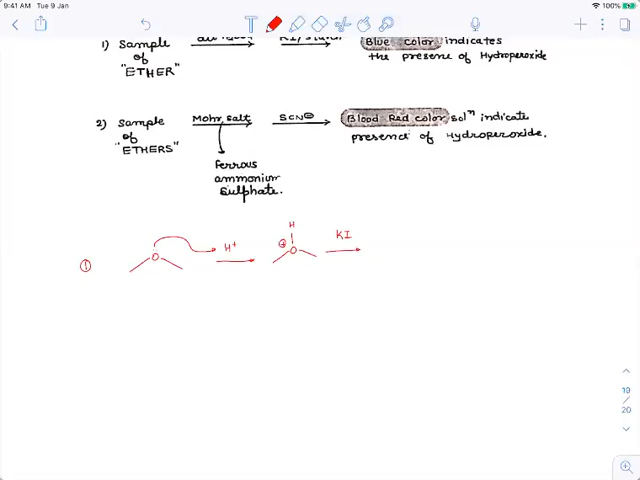 9:41 AM Tue 9 Jan
100%
1) Sample
of
"ETHER"
Blue color indicates
the presence of Hydroperoxide
2) Sample
of
"ETHERS"
Mohr salt
SCN⊖
Blood Red color solⁿ indicate
presence of Hydroperoxide.
Ferrous
ammonium
Sulphate.
① O H⁺ H ⊕ O KI
19
/
20